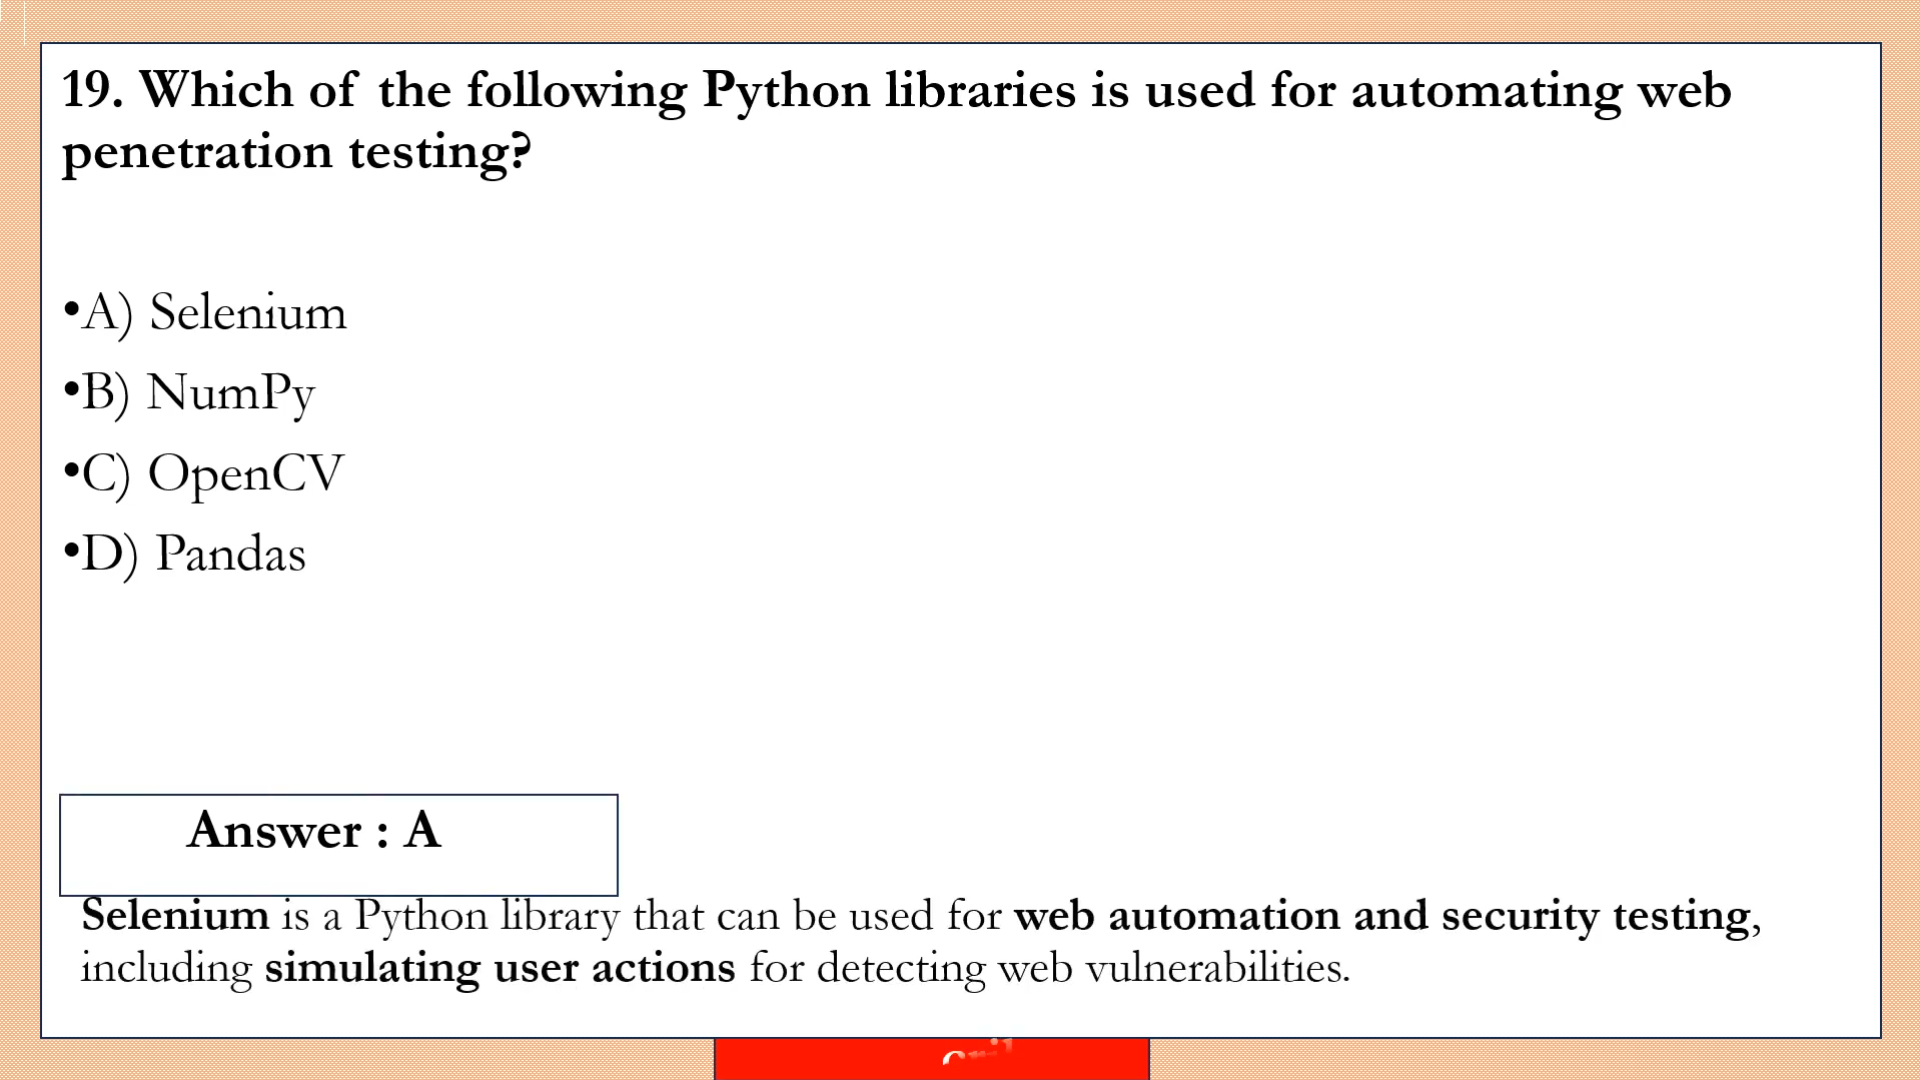 19. Which of the following Python libraries is used for automating web
penetration testing?
•A) Selenium
•B) NumPy
•C) OpenCV
•D) Pandas
Answer : A
Selenium is a Python library that can be used for web automation and security testing,
including simulating user actions for detecting web vulnerabilities.